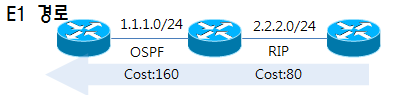 E1 경로
1.1.1.0/24 2.2.2.0/24
OSPF RIP
Cost:160 Cost:80